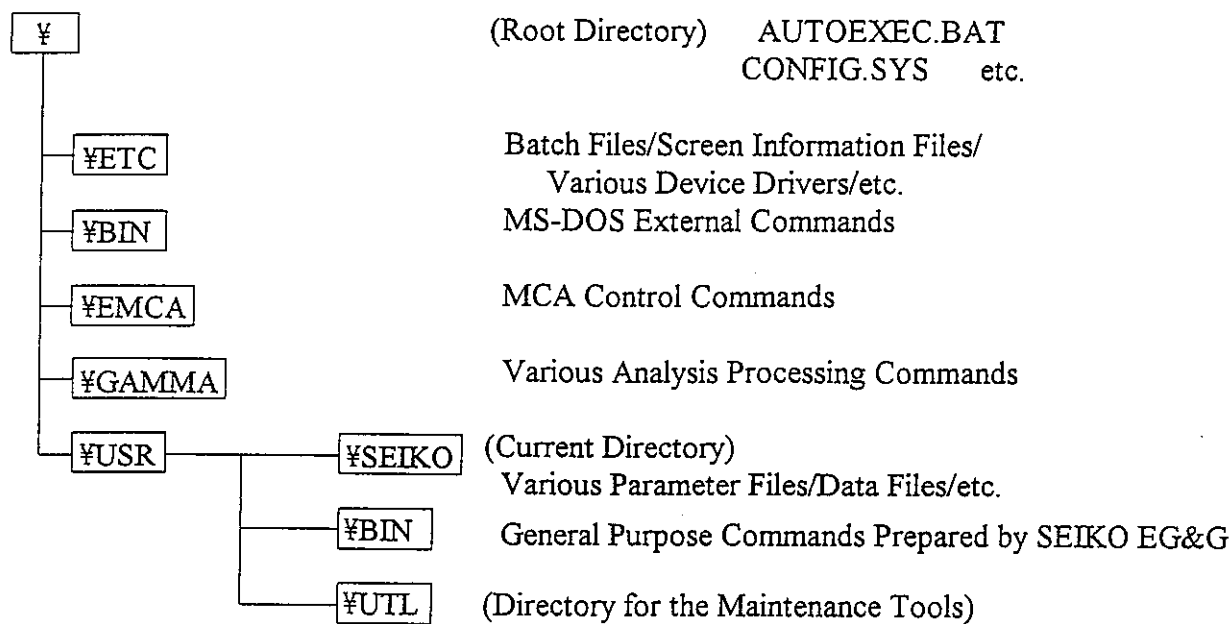 ¥ (Root Directory) AUTOEXEC.BAT
CONFIG.SYS etc.
¥ETC Batch Files/Screen Information Files/
Various Device Drivers/etc.
¥BIN MS-DOS External Commands
¥EMCA MCA Control Commands
¥GAMMA Various Analysis Processing Commands
¥USR ¥SEIKO (Current Directory)
Various Parameter Files/Data Files/etc.
¥BIN General Purpose Commands Prepared by SEIKO EG&G
¥UTL (Directory for the Maintenance Tools)